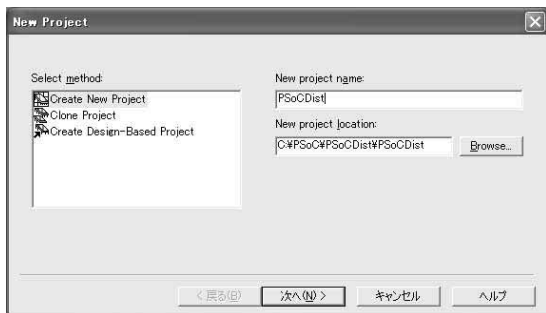 New Project
Select method:
Create New Project
Clone Project
Create Design-Based Project
New project name:
PSoCDist
New project location:
C:¥PSoC¥PSoCDist¥PSoCDist
Browse...
< 戻る(B)
次へ(N) >
キャンセル
ヘルプ